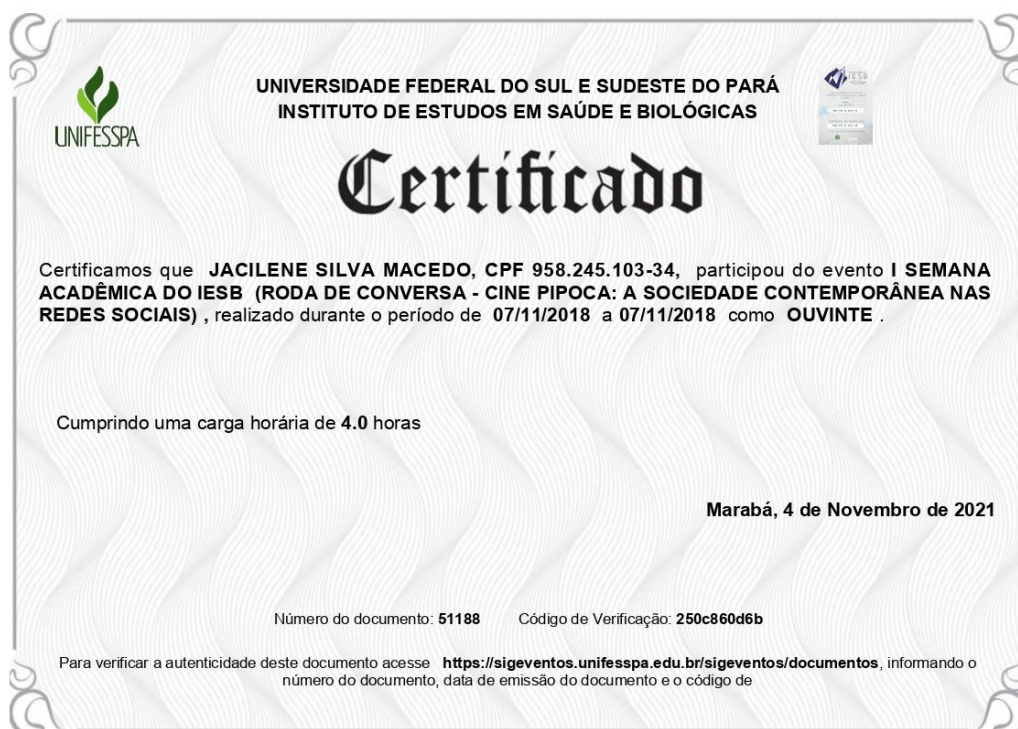 UNIFESSPA
UNIVERSIDADE FEDERAL DO SUL E SUDESTE DO PARÁ
INSTITUTO DE ESTUDOS EM SAÚDE E BIOLÓGICAS
IESB
Certificado
Certificamos que JACILENE SILVA MACEDO, CPF 958.245.103-34, participou do evento I SEMANA
ACADÊMICA DO IESB (RODA DE CONVERSA - CINE PIPOCA: A SOCIEDADE CONTEMPORÂNEA NAS
REDES SOCIAIS) , realizado durante o período de 07/11/2018 a 07/11/2018 como OUVINTE .
Cumprindo uma carga horária de 4.0 horas
Marabá, 4 de Novembro de 2021
Número do documento: 51188 Código de Verificação: 250c860d6b
Para verificar a autenticidade deste documento acesse https://sigeventos.unifesspa.edu.br/sigeventos/documentos, informando o
número do documento, data de emissão do documento e o código de